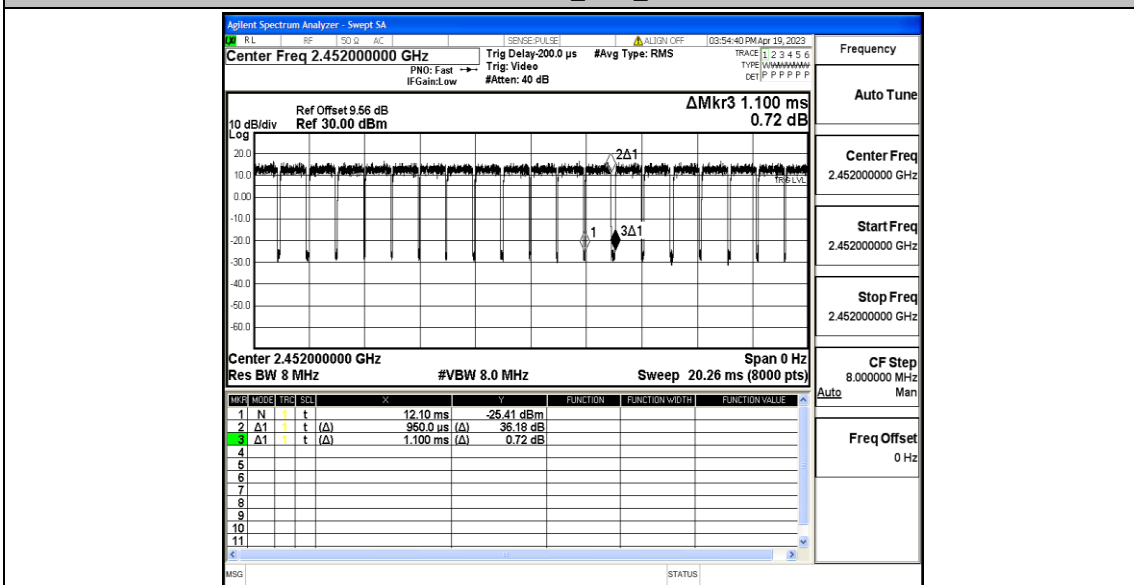 Agilent Spectrum Analyzer - Swept SA
RL RF 50 Ω AC SENSE:PULSE ALIGN OFF 03:54:40 PM Apr 19, 2023
Center Freq 2.452000000 GHz
PNO: Fast
IFGain:Low
Trig Delay-200.0 µs
Trig: Video
#Atten: 40 dB
#Avg Type: RMS
TRACE 1 2 3 4 5 6
TYPE
DET P P P P P P
ΔMkr3 1.100 ms
0.72 dB
Ref Offset 9.56 dB
10 dB/div Ref 30.00 dBm
Log
20.0
10.0
0.00
-10.0
-20.0
-30.0
-40.0
-50.0
-60.0
2Δ1
TRIG LVL
1
3Δ1
Center 2.452000000 GHz Span 0 Hz
Res BW 8 MHz #VBW 8.0 MHz Sweep 20.26 ms (8000 pts)
MKR MODE TRC SCL X Y FUNCTION FUNCTION WIDTH FUNCTION VALUE
1 N 1 t 12.10 ms -25.41 dBm
2 Δ1 1 t (Δ) 950.0 µs (Δ) 36.18 dB
3 Δ1 1 t (Δ) 1.100 ms (Δ) 0.72 dB
4
5
6
7
8
9
10
11
MSG STATUS
Frequency
Auto Tune
Center Freq
2.452000000 GHz
Start Freq
2.452000000 GHz
Stop Freq
2.452000000 GHz
CF Step
8.000000 MHz
Auto Man
Freq Offset
0 Hz